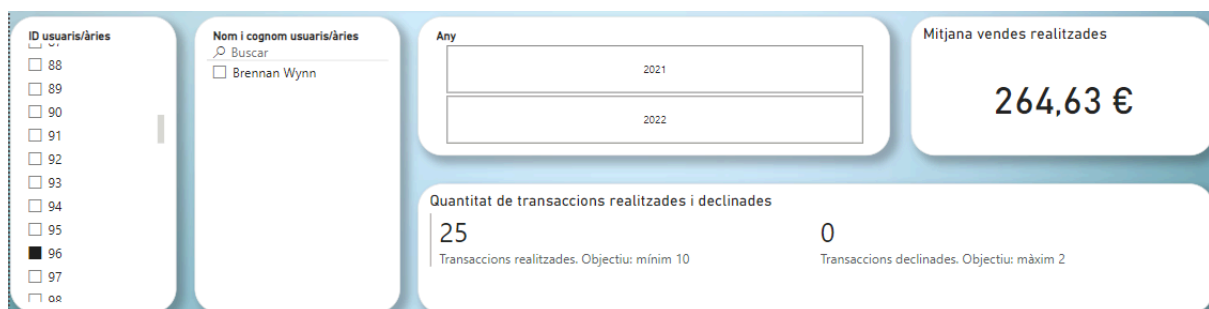 ID usuaris/àries
88
89
90
91
92
93
94
95
96
97
98
Nom i cognom usuaris/àries
Buscar
Brennan Wynn
Any
2021
2022
Mitjana vendes realitzades
264,63 €
Quantitat de transaccions realitzades i declinades
25
Transaccions realitzades. Objectiu: mínim 10
0
Transaccions declinades. Objectiu: màxim 2